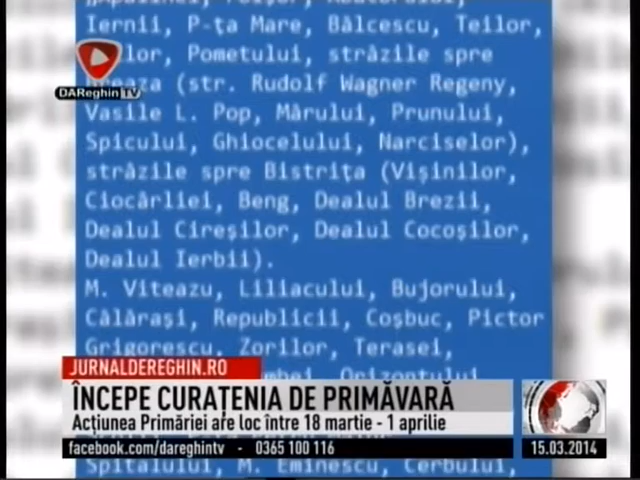 Iernii, P-ța Mare, Bălcescu, Teilor,
Pometului, străzile spre
DAReghin TV
(str. Rudolf Wagner Regeny,
Vasile L. Pop, Mărului, Prunului,
Spicului, Ghiocelului, Narciselor),
străzile spre Bistrița (Vișinilor,
Ciocârliei, Beng, Dealul Brezii,
Dealul Cireșilor, Dealul Cocoșilor,
Dealul Ierbii).
M. Viteazu, Liliacului, Bujorului,
Călărași, Republicii, Coșbuc, Pictor
Grigorescu, Zorilor, Terasei,
Orizontului
JURNALDEREGHIN.RO
ÎNCEPE CURAȚENIA DE PRIMĂVARĂ
Acțiunea Primăriei are loc între 18 martie - 1 aprilie
facebook.com/dareghintv - 0365 100 116
15.03.2014
Spitalului, M. Eminescu, Cerbului,